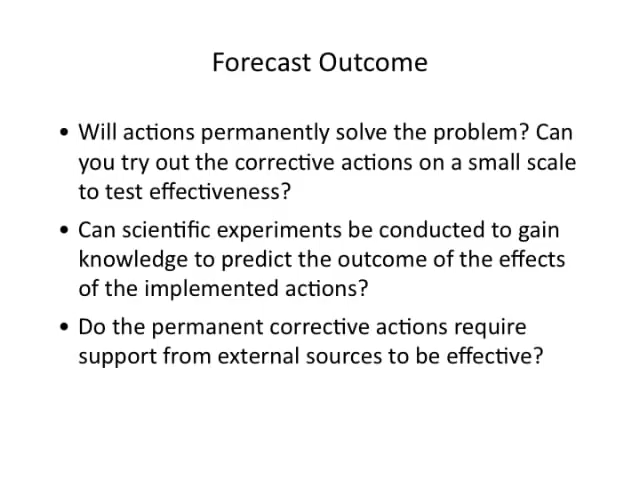 Forecast Outcome
• Will actions permanently solve the problem? Can
you try out the corrective actions on a small scale
to test effectiveness?
• Can scientific experiments be conducted to gain
knowledge to predict the outcome of the effects
of the implemented actions?
• Do the permanent corrective actions require
support from external sources to be effective?